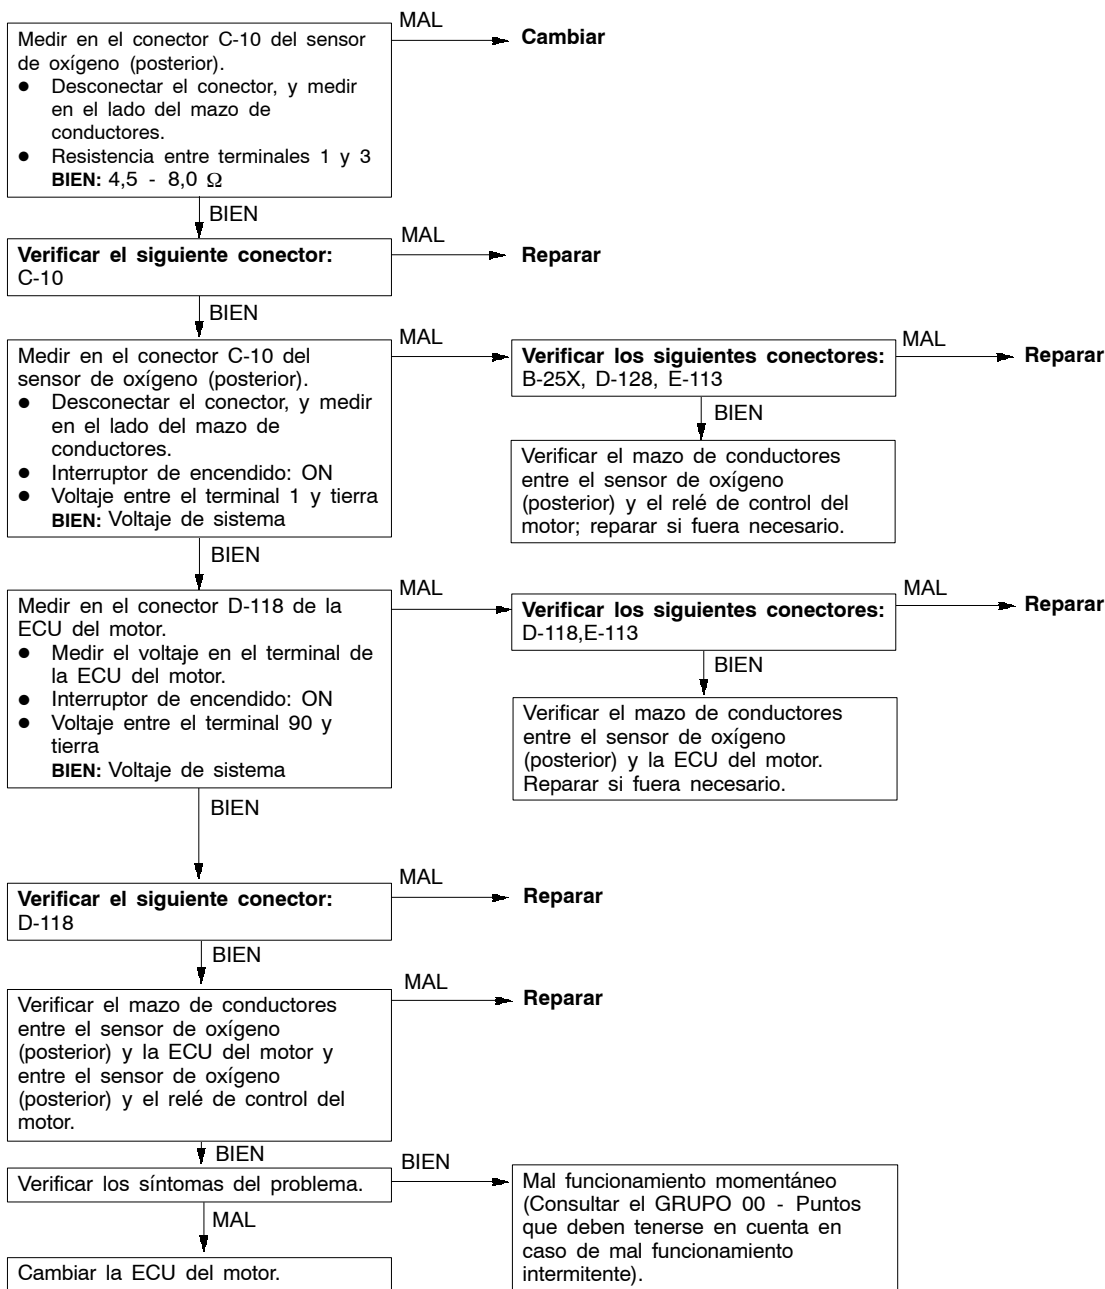 Medir en el conector C-10 del sensor
de oxígeno (posterior).
● Desconectar el conector, y medir
en el lado del mazo de
conductores.
● Resistencia entre terminales 1 y 3
BIEN: 4,5 - 8,0 Ω
MAL
Cambiar
BIEN
Verificar el siguiente conector:
C-10
MAL
Reparar
BIEN
Medir en el conector C-10 del
sensor de oxígeno (posterior).
● Desconectar el conector, y medir
en el lado del mazo de
conductores.
● Interruptor de encendido: ON
● Voltaje entre el terminal 1 y tierra
BIEN: Voltaje de sistema
MAL
Verificar los siguientes conectores:
B-25X, D-128, E-113
MAL
Reparar
BIEN
Verificar el mazo de conductores
entre el sensor de oxígeno
(posterior) y el relé de control del
motor; reparar si fuera necesario.
BIEN
Medir en el conector D-118 de la
ECU del motor.
● Medir el voltaje en el terminal de
la ECU del motor.
● Interruptor de encendido: ON
● Voltaje entre el terminal 90 y
tierra
BIEN: Voltaje de sistema
MAL
Verificar los siguientes conectores:
D-118,E-113
MAL
Reparar
BIEN
Verificar el mazo de conductores
entre el sensor de oxígeno
(posterior) y la ECU del motor.
Reparar si fuera necesario.
BIEN
Verificar el siguiente conector:
D-118
MAL
Reparar
BIEN
Verificar el mazo de conductores
entre el sensor de oxígeno
(posterior) y la ECU del motor y
entre el sensor de oxígeno
(posterior) y el relé de control del
motor.
MAL
Reparar
BIEN
Verificar los síntomas del problema.
BIEN
Mal funcionamiento momentáneo
(Consultar el GRUPO 00 - Puntos
que deben tenerse en cuenta en
caso de mal funcionamiento
intermitente).
MAL
Cambiar la ECU del motor.